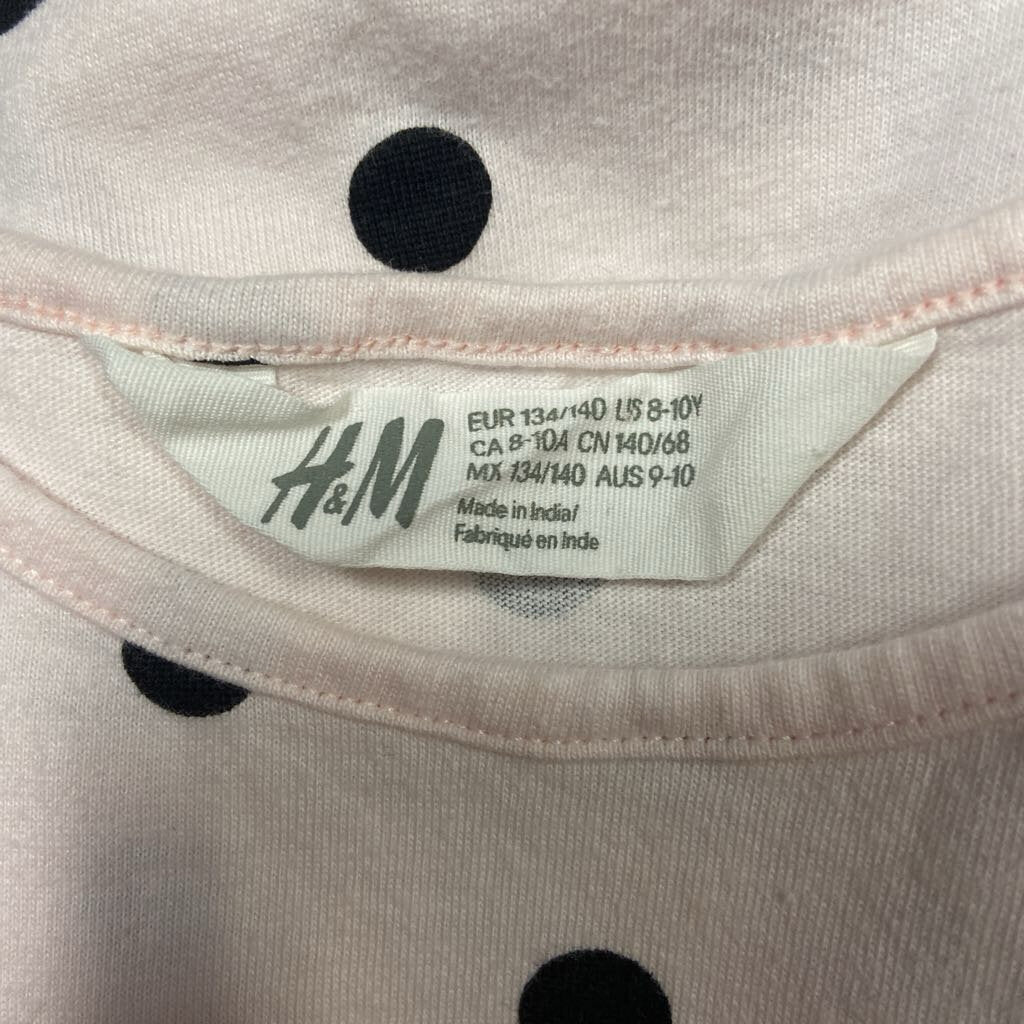 H&M
EUR 134/140 US 8-10Y
CA 8-10A CN 140/68
MX 134/140 AUS 9-10
Made in India/
Fabriqué en Inde